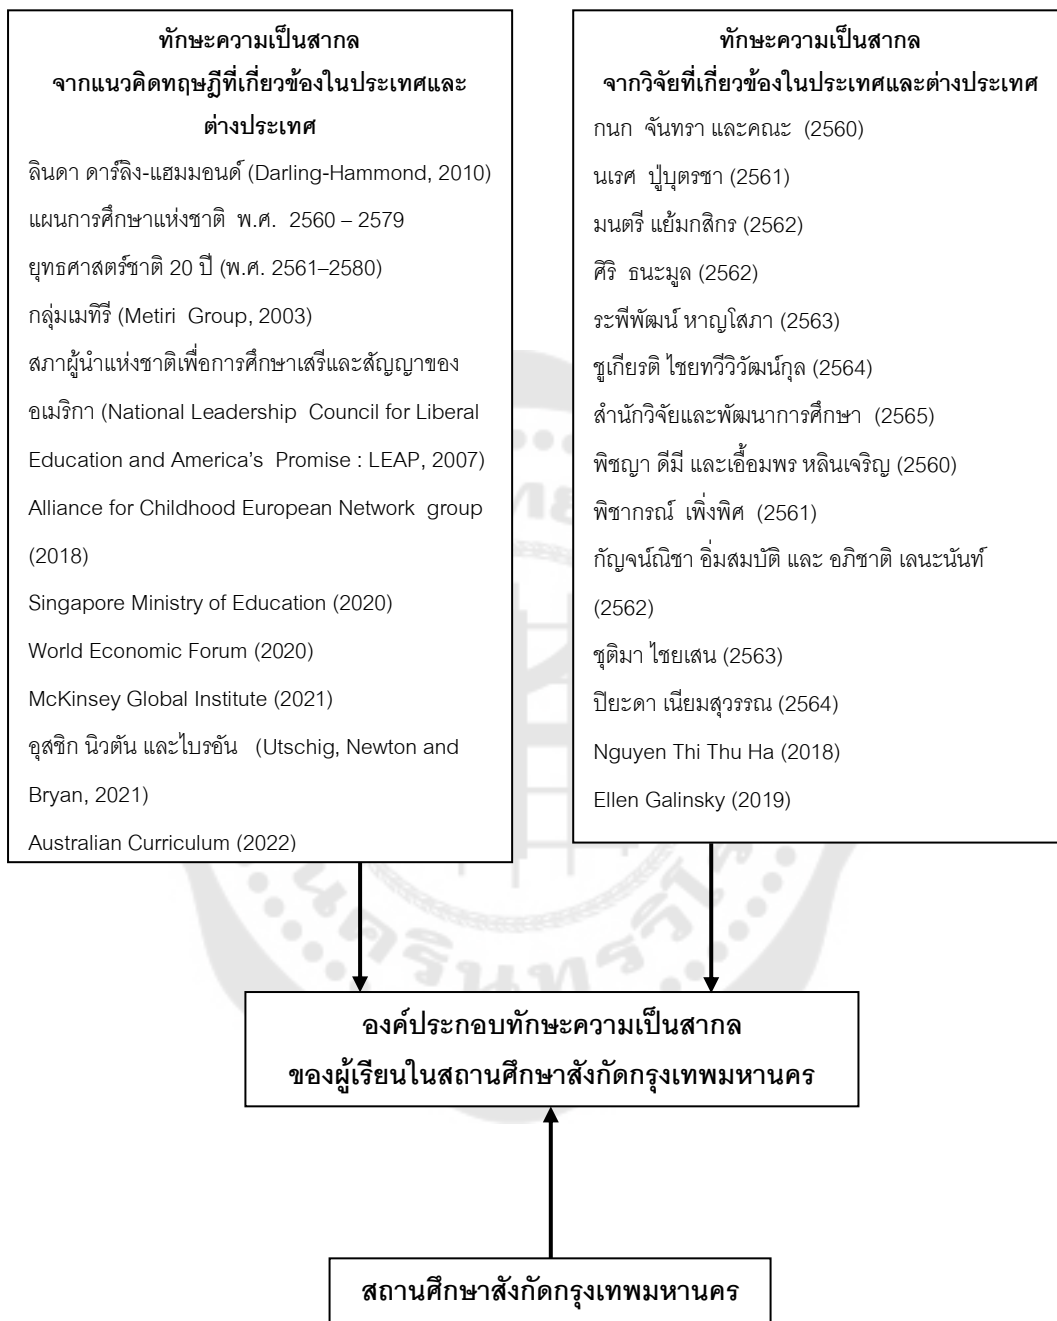 ทักษะความเป็นสากล
จากแนวคิดทฤษฎีที่เกี่ยวข้องในประเทศและ
ต่างประเทศ
ลินดา ดาร์ลิง-แฮมมอนด์ (Darling-Hammond, 2010)
แผนการศึกษาแห่งชาติ พ.ศ. 2560 – 2579
ยุทธศาสตร์ชาติ 20 ปี (พ.ศ. 2561–2580)
กลุ่มเมทิรี (Metiri Group, 2003)
สภาผู้นำแห่งชาติเพื่อการศึกษาเสรีและสัญญาของ
อเมริกา (National Leadership Council for Liberal
Education and America's Promise : LEAP, 2007)
Alliance for Childhood European Network group
(2018)
Singapore Ministry of Education (2020)
World Economic Forum (2020)
McKinsey Global Institute (2021)
อุสชิก นิวตัน และไบรอัน (Utschig, Newton and
Bryan, 2021)
Australian Curriculum (2022)
ทักษะความเป็นสากล
จากวิจัยที่เกี่ยวข้องในประเทศและต่างประเทศ
กนก จันทรา และคณะ (2560)
นเรศ ปู่บุตรชา (2561)
มนตรี แย้มกสิกร (2562)
ศิริ ธนะมูล (2562)
ระพีพัฒน์ หาญโสภา (2563)
ชูเกียรติ ไชยทวีวิวัฒน์กุล (2564)
สำนักวิจัยและพัฒนาการศึกษา (2565)
พิชญา ดีมี และเอื้อมพร หลินเจริญ (2560)
พิชากรณ์ เพิ่งพิศ (2561)
กัญจน์ณิชา อิ่มสมบัติ และ อภิชาติ เลนะนันท์
(2562)
ชุติมา ไชยเสน (2563)
ปิยะดา เนียมสุวรรณ (2564)
Nguyen Thi Thu Ha (2018)
Ellen Galinsky (2019)
องค์ประกอบทักษะความเป็นสากล
ของผู้เรียนในสถานศึกษาสังกัดกรุงเทพมหานคร
สถานศึกษาสังกัดกรุงเทพมหานคร